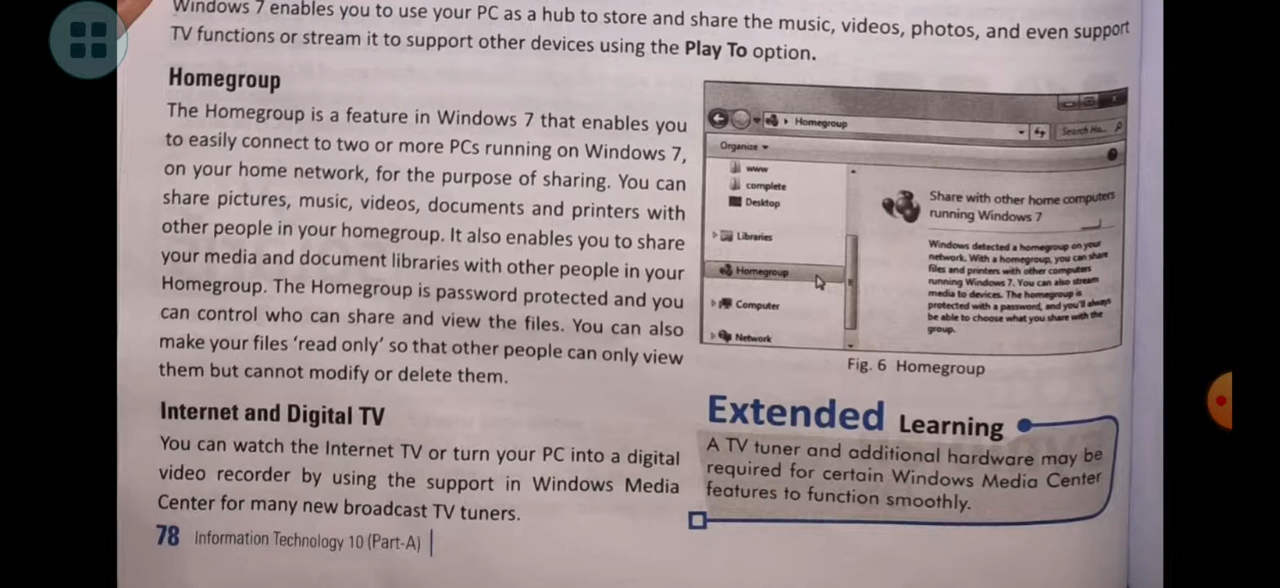 Windows 7 enables you to use your PC as a hub to store and share the music, videos, photos, and even support
TV functions or stream it to support other devices using the Play To option.
Homegroup
The Homegroup is a feature in Windows 7 that enables you
to easily connect to two or more PCs running on Windows 7,
on your home network, for the purpose of sharing. You can
share pictures, music, videos, documents and printers with
other people in your homegroup. It also enables you to share
your media and document libraries with other people in your
Homegroup. The Homegroup is password protected and you
can control who can share and view the files. You can also
make your files 'read only' so that other people can only view
them but cannot modify or delete them.
Internet and Digital TV
You can watch the Internet TV or turn your PC into a digital
video recorder by using the support in Windows Media
Center for many new broadcast TV tuners.
Homegroup
Search Ho...
Organize
www
complete
Desktop
Libraries
Homegroup
Computer
Network
Share with other home computers
running Windows 7
Windows detected a homegroup on your
network. With a homegroup, you can share
files and printers with other computers
running Windows 7. You can also stream
media to devices. The homegroup is
protected with a password, and you'll always
be able to choose what you share with the
group.
Fig. 6 Homegroup
Extended Learning
A TV tuner and additional hardware may be
required for certain Windows Media Center
features to function smoothly.
78 Information Technology 10 (Part-A)